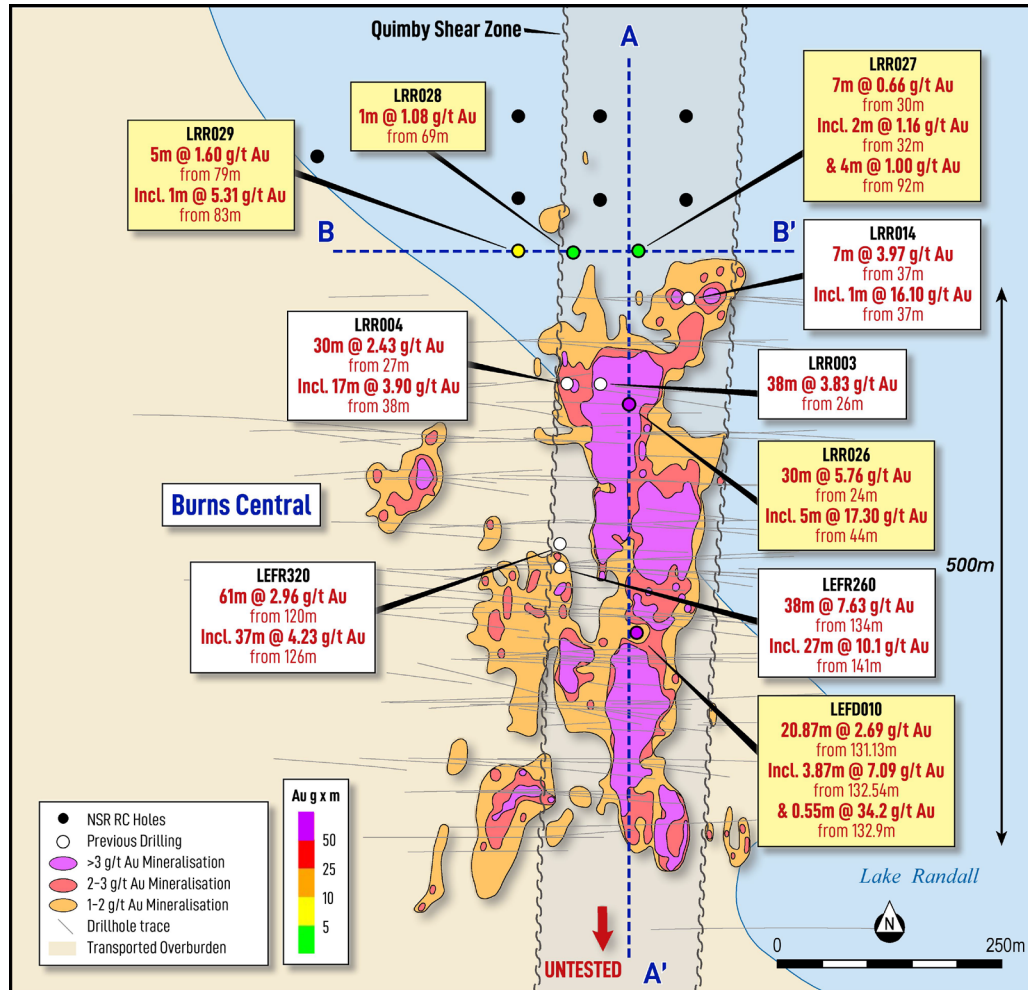 Quimby Shear Zone
A
LRR027
7m @ 0.66 g/t Au
from 30m
Incl. 2m @ 1.16 g/t Au
from 32m
& 4m @ 1.00 g/t Au
from 92m
LRR028
1m @ 1.08 g/t Au
from 69m
LRR029
5m @ 1.60 g/t Au
from 79m
Incl. 1m @ 5.31 g/t Au
from 83m
B
B'
LRR014
7m @ 3.97 g/t Au
from 37m
Incl. 1m @ 16.10 g/t Au
from 37m
LRR004
30m @ 2.43 g/t Au
from 27m
Incl. 17m @ 3.90 g/t Au
from 38m
LRR003
38m @ 3.83 g/t Au
from 26m
LRR026
30m @ 5.76 g/t Au
from 24m
Incl. 5m @ 17.30 g/t Au
from 44m
Burns Central
500m
LEFR320
61m @ 2.96 g/t Au
from 120m
Incl. 37m @ 4.23 g/t Au
from 126m
LEFR260
38m @ 7.63 g/t Au
from 134m
Incl. 27m @ 10.1 g/t Au
from 141m
LEFD010
20.87m @ 2.69 g/t Au
from 131.13m
Incl. 3.87m @ 7.09 g/t Au
from 132.54m
& 0.55m @ 34.2 g/t Au
from 132.9m
NSR RC Holes
Previous Drilling
>3 g/t Au Mineralisation
2-3 g/t Au Mineralisation
1-2 g/t Au Mineralisation
Drillhole trace
Transported Overburden
Au g x m
50
25
10
5
Lake Randall
N
0
250m
UNTESTED
A'